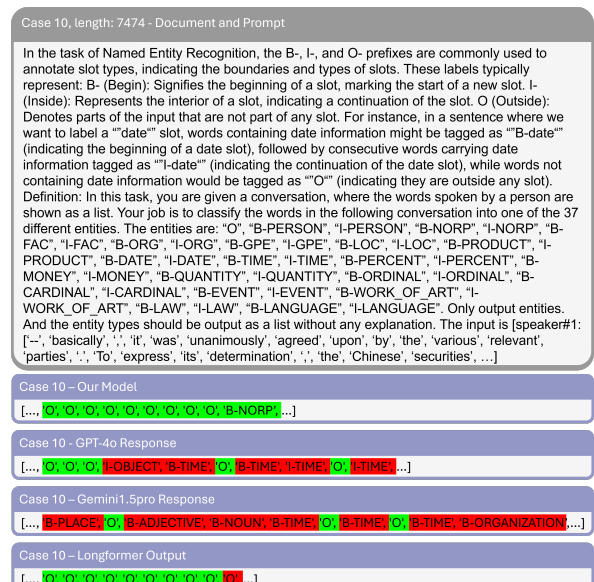 Case 10, length: 7474 - Document and Prompt
In the task of Named Entity Recognition, the B-, I-, and O- prefixes are commonly used to
annotate slot types, indicating the boundaries and types of slots. These labels typically
represent: B- (Begin): Signifies the beginning of a slot, marking the start of a new slot. I-
(Inside): Represents the interior of a slot, indicating a continuation of the slot. O (Outside):
Denotes parts of the input that are not part of any slot. For instance, in a sentence where we
want to label a “”date“” slot, words containing date information might be tagged as “”B-date“”
(indicating the beginning of a date slot), followed by consecutive words carrying date
information tagged as “”I-date“” (indicating the continuation of the date slot), while words not
containing date information would be tagged as “”O“” (indicating they are outside any slot).
Definition: In this task, you are given a conversation, where the words spoken by a person are
shown as a list. Your job is to classify the words in the following conversation into one of the 37
different entities. The entities are: “O”, “B-PERSON”, “I-PERSON”, “B-NORP”, “I-NORP”, “B-
FAC”, “I-FAC”, “B-ORG”, “I-ORG”, “B-GPE”, “I-GPE”, “B-LOC”, “I-LOC”, “B-PRODUCT”, “I-
PRODUCT”, “B-DATE”, “I-DATE”, “B-TIME”, “I-TIME”, “B-PERCENT”, “I-PERCENT”, “B-
MONEY”, “I-MONEY”, “B-QUANTITY”, “I-QUANTITY”, “B-ORDINAL”, “I-ORDINAL”, “B-
CARDINAL”, “I-CARDINAL”, “B-EVENT”, “I-EVENT”, “B-WORK_OF_ART”, “I-
WORK_OF_ART”, “B-LAW”, “I-LAW”, “B-LANGUAGE”, “I-LANGUAGE”. Only output entities.
And the entity types should be output as a list without any explanation. The input is [speaker#1:
[‘--’, ‘basically’, ‘,’, ‘it’, ‘was’, ‘unanimously’, ‘agreed’, ‘upon’, ‘by’, ‘the’, ‘various’, ‘relevant’,
‘parties’, ‘.’, ‘To’, ‘express’, ‘its’, ‘determination’, ‘,’, ‘the’, ‘Chinese’, ‘securities’, …]
Case 10 – Our Model
[..., 'O', 'O', 'O', 'O', 'O', 'O', 'O', 'O', 'O', 'B-NORP', ...]
Case 10 - GPT-4o Response
[..., 'O', 'O', 'O', 'I-OBJECT', 'B-TIME', 'O', 'B-TIME', 'I-TIME', 'O', 'I-TIME', ...]
Case 10 – Gemini1.5pro Response
[..., 'B-PLACE', 'O', 'B-ADJECTIVE', 'B-NOUN', 'B-TIME', 'O', 'B-TIME', 'O', 'B-TIME', 'B-ORGANIZATION',...]
Case 10 – Longformer Output
[..., 'O', 'O', 'O', 'O', 'O', 'O', 'O', 'O', 'O', 'O', ...]